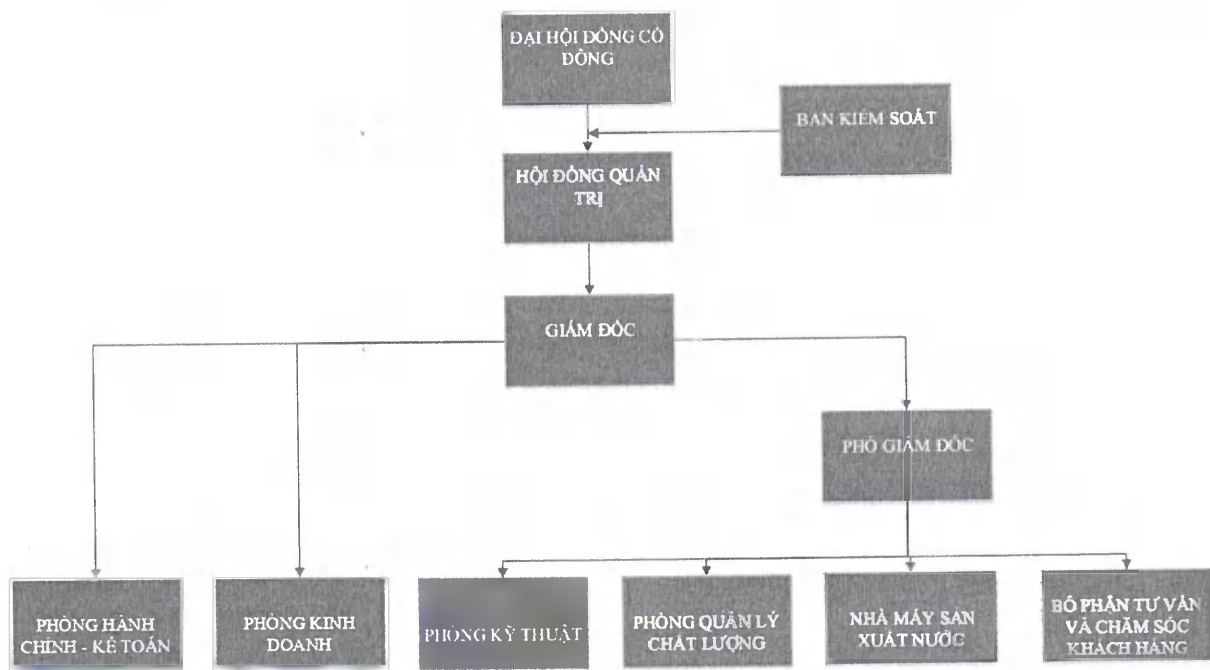 ĐẠI HỘI ĐỒNG CỔ
ĐÔNG
BAN KIỂM SOÁT
HỘI ĐỒNG QUẢN
TRỊ
GIÁM ĐỐC
PHÓ GIÁM ĐỐC
PHÒNG HÀNH
CHÍNH - KẾ TOÁN
PHÒNG KINH
DOANH
PHÒNG KỸ THUẬT
PHÒNG QUẢN LÝ
CHẤT LƯỢNG
NHÀ MÁY SẢN
XUẤT NƯỚC
BỘ PHẬN TƯ VẤN
VÀ CHĂM SÓC
KHÁCH HÀNG